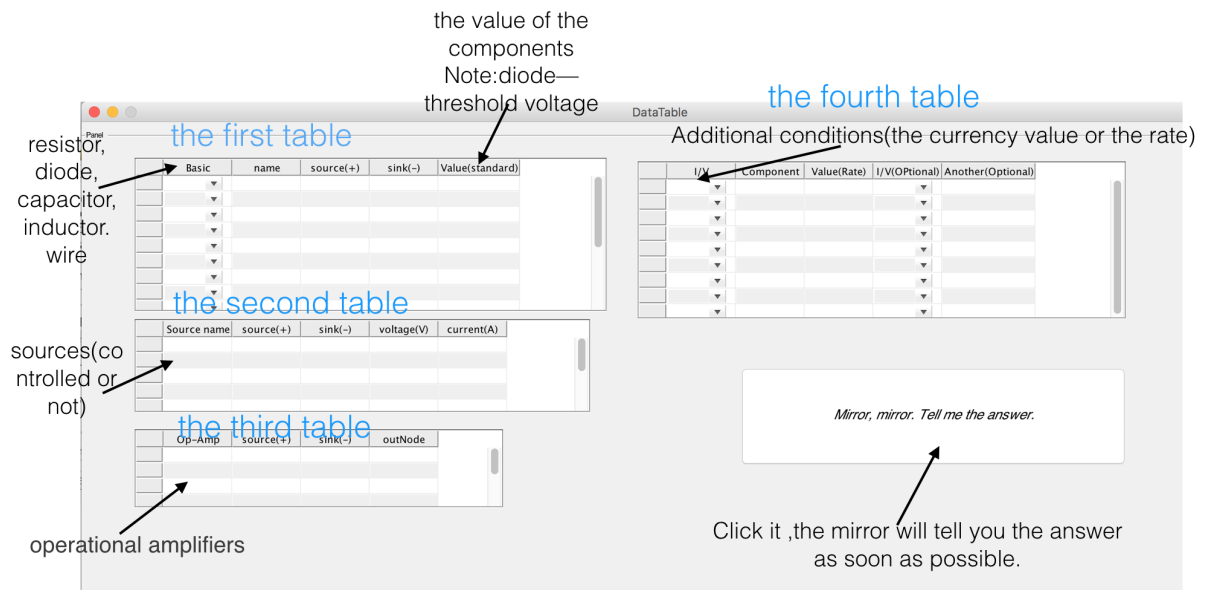 the value of the
components
Note:diode—
threshold voltage
the fourth table
DataTable
Panel
the first table
Additional conditions(the currency value or the rate)
resistor,
diode,
capacitor,
inductor.
wire
Basic name source(+) sink(-) Value(standard)
I/V Component Value(Rate) I/V(OPtional) Another(Optional)
the second table
Source name source(+) sink(-) voltage(V) current(A)
sources(co
ntrolled or
not)
the third table
Op-Amp source(+) sink(-) outNode
Mirror, mirror. Tell me the answer.
operational amplifiers
Click it ,the mirror will tell you the answer
as soon as possible.